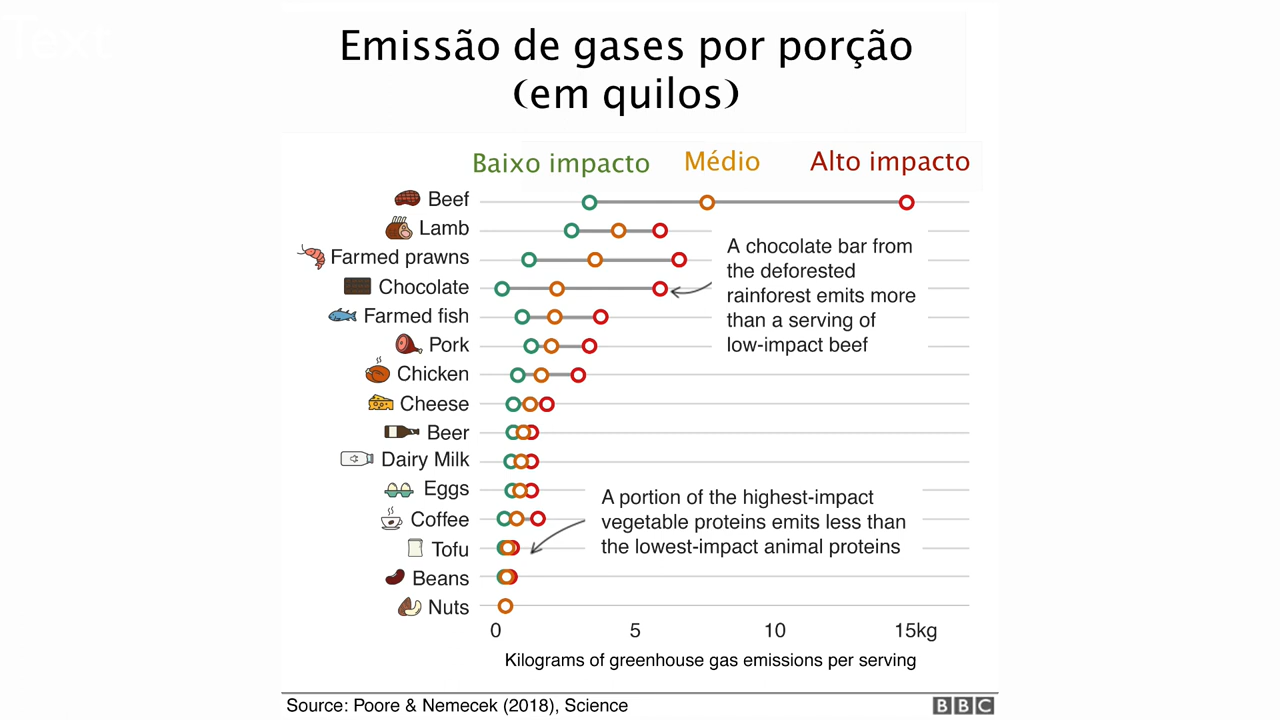 Text
Emissão de gases por porção
(em quilos)
Baixo impacto Médio Alto impacto
Beef
Lamb
Farmed prawns
Chocolate
Farmed fish
Pork
Chicken
Cheese
Beer
Dairy Milk
Eggs
Coffee
Tofu
Beans
Nuts
A chocolate bar from
the deforested
rainforest emits more
than a serving of
low-impact beef
A portion of the highest-impact
vegetable proteins emits less than
the lowest-impact animal proteins
0 5 10 15kg
Kilograms of greenhouse gas emissions per serving
Source: Poore & Nemecek (2018), Science
BBC